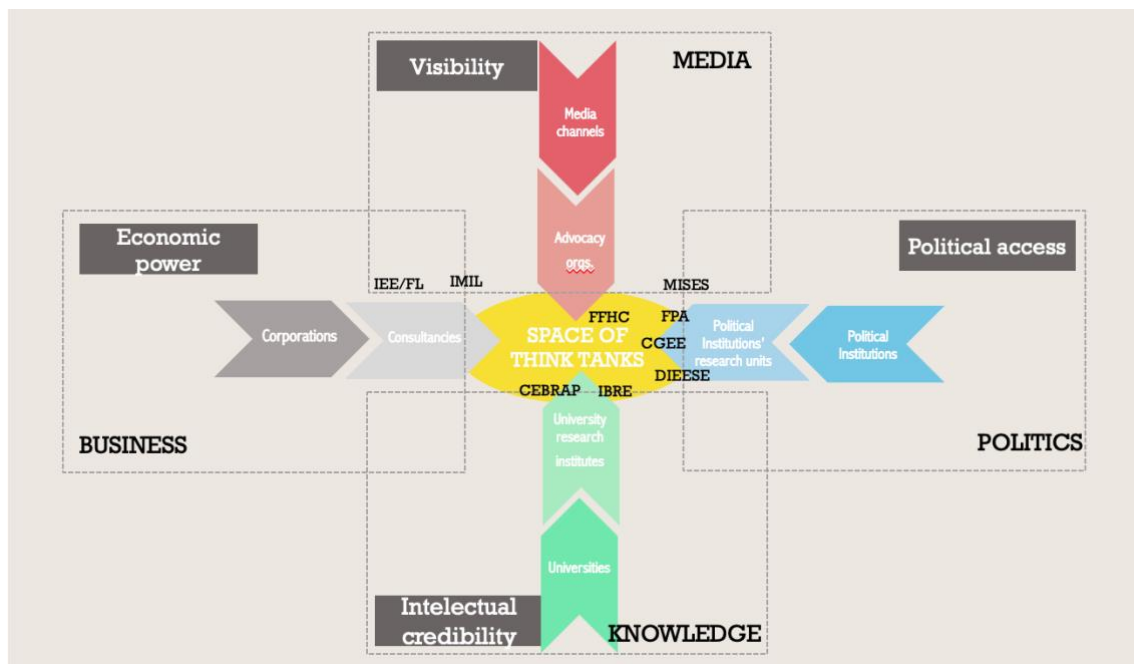 Visibility
MEDIA
Media
channels
Advocacy
orgs.
Economic
power
Political access
IEE/FL
IMIL
MISES
Corporations
Consultancies
SPACE OF
THINK TANKS
FFHC
FPA
CGEE
DIEESE
CEBRAP
IBRE
Political
Institutions'
research units
Political
Institutions
BUSINESS
POLITICS
University
research
institutes
Universities
Intelectual
credibility
KNOWLEDGE